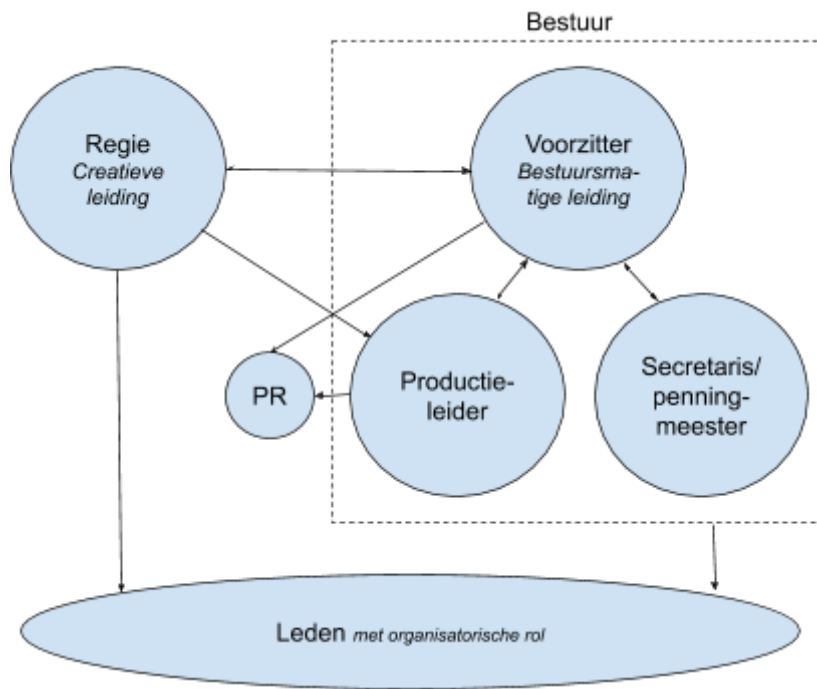 Bestuur
Regie
Creatieve
leiding
Voorzitter
Bestuursma-
tige leiding
PR
Productie-
leider
Secretaris/
penning-
meester
Leden met organisatorische rol